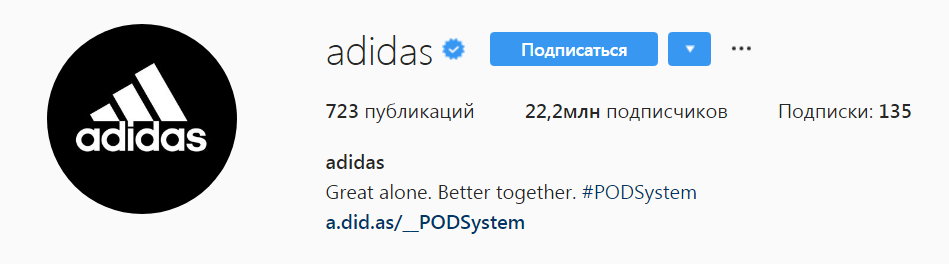 adidas
adidas Подписаться
723 публикаций 22,2млн подписчиков Подписки: 135
adidas
Great alone. Better together. #PODSystem
a.did.as/__PODSystem